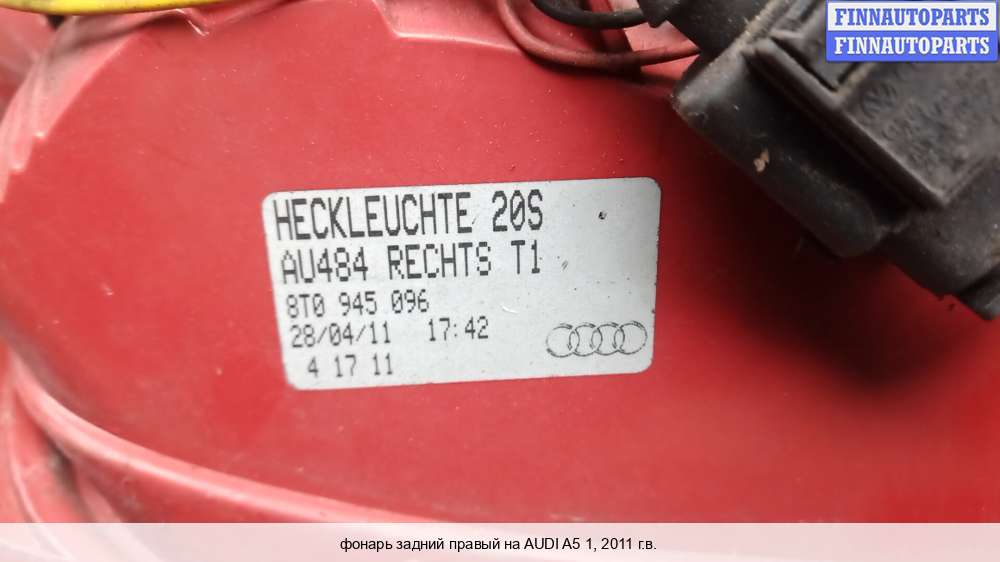 FINNAUTOPARTS
FINNAUTOPARTS
HECKLEUCHTE 20S
AU484 RECHTS T1
8T0 945 096
28/04/11 17:42
4 17 11
фонарь задний правый на AUDI A5 1, 2011 г.в.